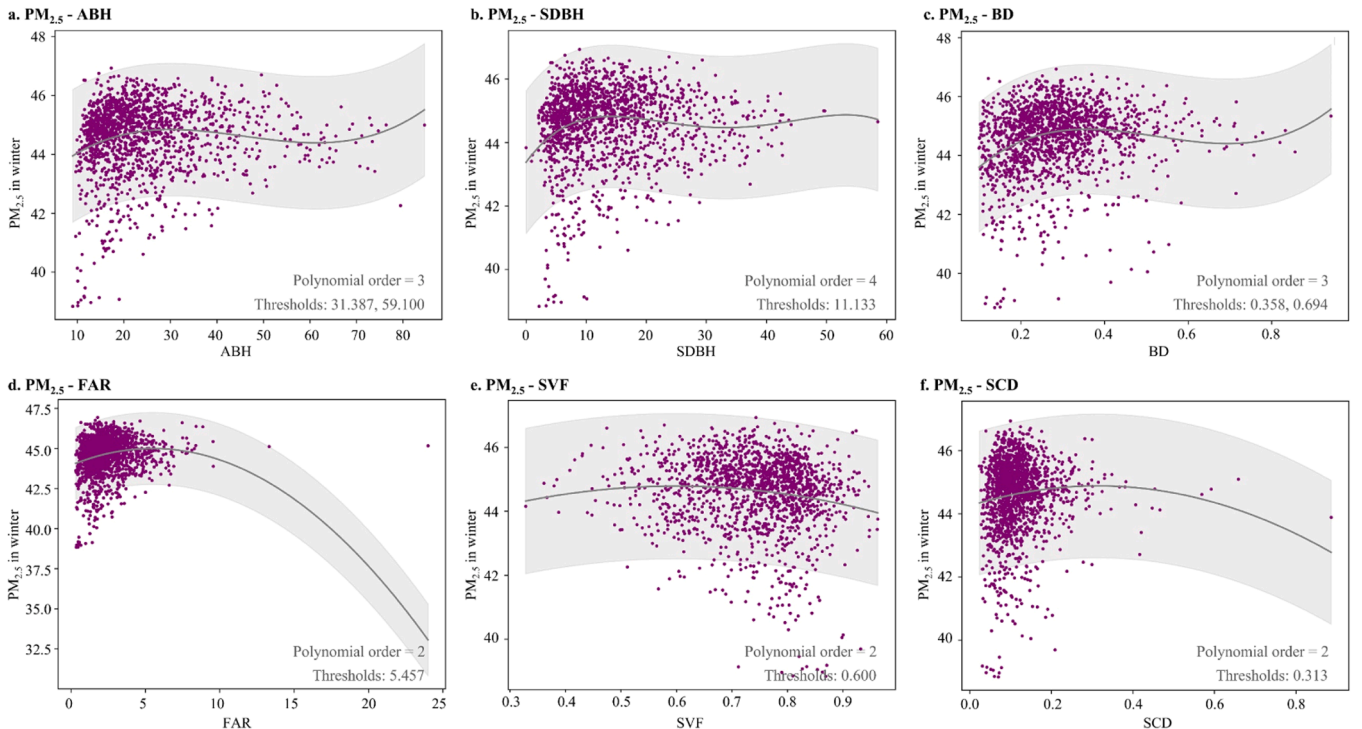 a. PM2.5 - ABH
48
46
44
42
40
PM2.5 in winter
Polynomial order = 3
Thresholds: 31.387, 59.100
10 20 30 40 50 60 70 80
ABH
b. PM2.5 - SDBH
46
44
42
40
PM2.5 in winter
Polynomial order = 4
Thresholds: 11.133
0 10 20 30 40 50 60
SDBH
c. PM2.5 - BD
48
46
44
42
40
PM2.5 in winter
Polynomial order = 3
Thresholds: 0.358, 0.694
0.2 0.4 0.6 0.8
BD
d. PM2.5 - FAR
47.5
45.0
42.5
40.0
37.5
35.0
32.5
PM2.5 in winter
Polynomial order = 2
Thresholds: 5.457
0 5 10 15 20 25
FAR
e. PM2.5 - SVF
46
44
42
40
PM2.5 in winter
Polynomial order = 2
Thresholds: 0.600
0.3 0.4 0.5 0.6 0.7 0.8 0.9
SVF
f. PM2.5 - SCD
46
44
42
40
PM2.5 in winter
Polynomial order = 2
Thresholds: 0.313
0.0 0.2 0.4 0.6 0.8
SCD